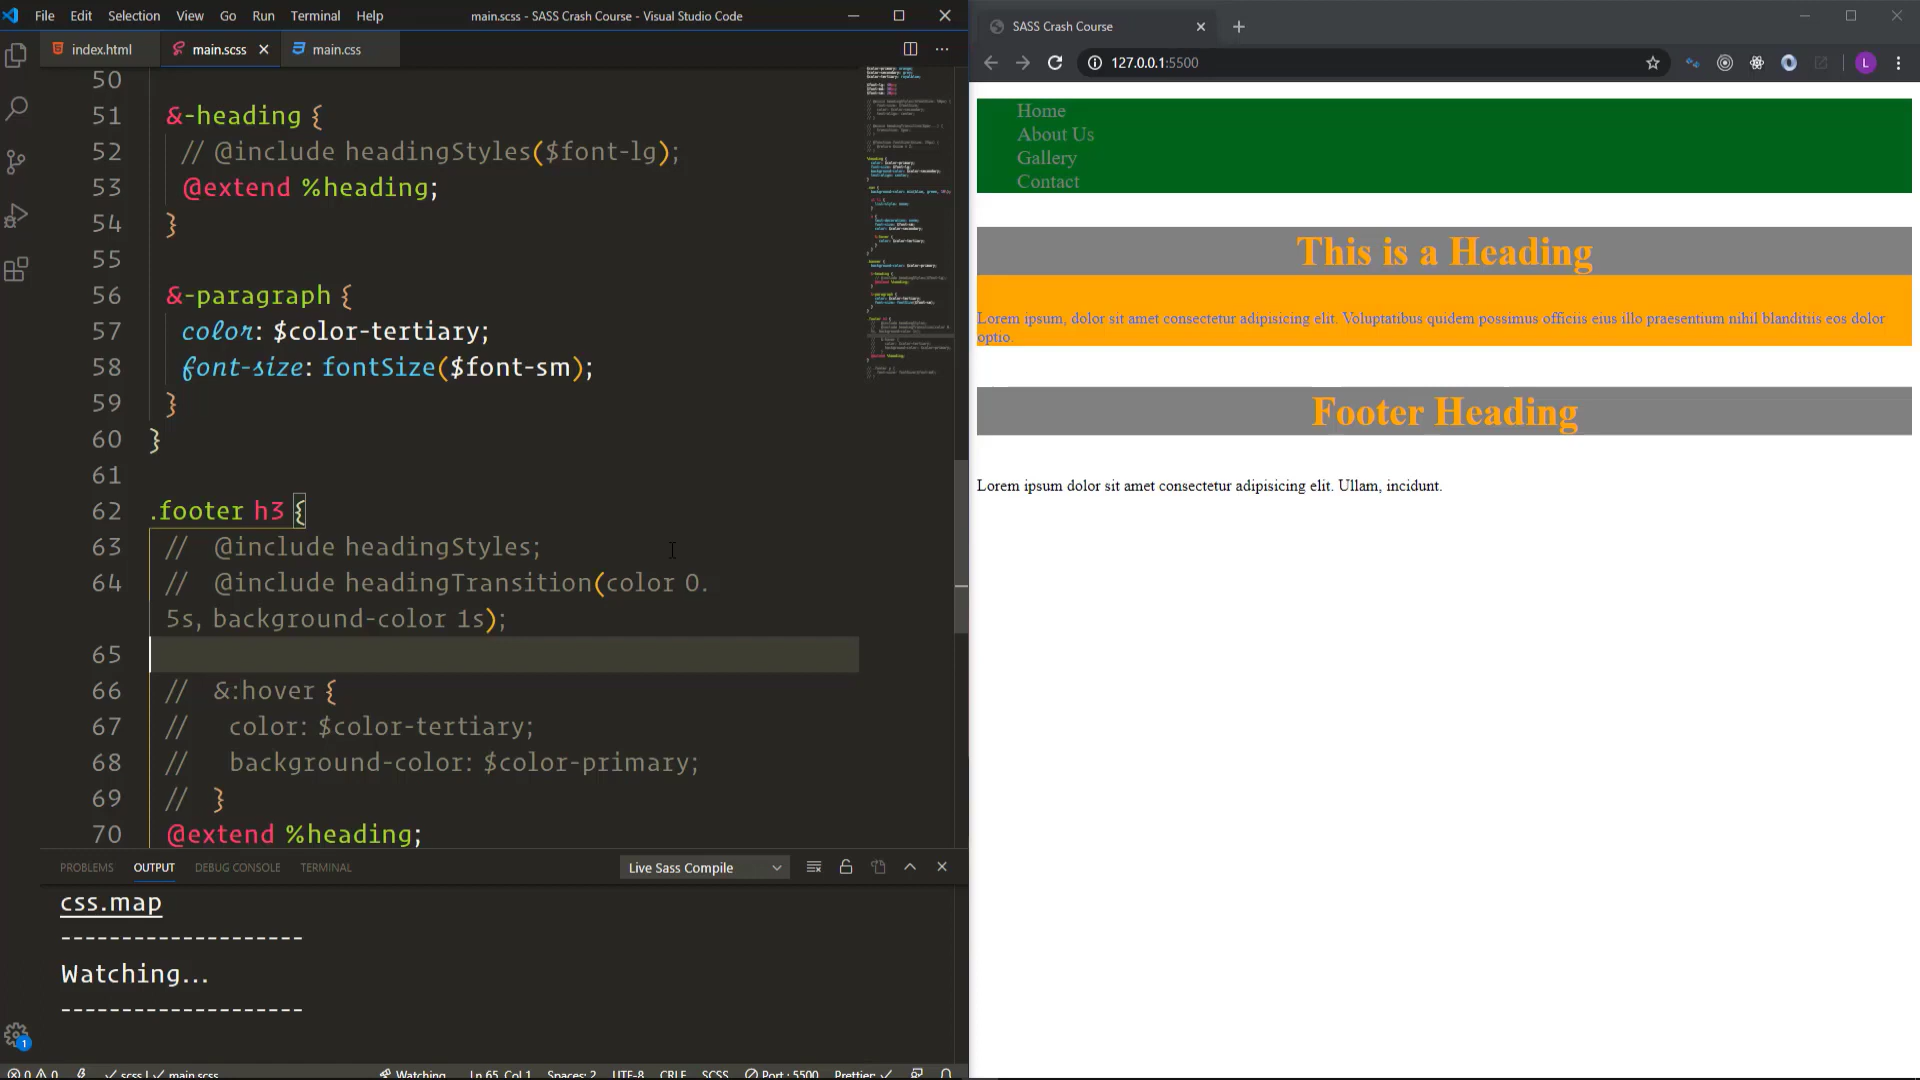 File Edit Selection View Go Run Terminal Help
main.scss - SASS Crash Course - Visual Studio Code
index.html
main.scss
main.css
50
51 &-heading {
52 // @include headingStyles($font-lg);
53 @extend %heading;
54 }
55
56 &-paragraph {
57 color: $color-tertiary;
58 font-size: fontSize($font-sm);
59 }
60 }
61
62 .footer h3 {
63 // @include headingStyles;
64 // @include headingTransition(color 0.
5s, background-color 1s);
65
66 // &:hover {
67 // color: $color-tertiary;
68 // background-color: $color-primary;
69 // }
70 @extend %heading;
PROBLEMS OUTPUT DEBUG CONSOLE TERMINAL
Live Sass Compile
css.map
-------------------
Watching...
-------------------
1
0 0 scss | main.scss Watching Ln 65, Col 1 Spaces: 2 UTF-8 CRLF SCSS Port : 5500 Prettier
SASS Crash Course
127.0.0.1:5500
L
Home
About Us
Gallery
Contact
This is a Heading
Lorem ipsum, dolor sit amet consectetur adipisicing elit. Voluptatibus quidem possimus officiis eius illo praesentium nihil blanditiis eos dolor
optio.
Footer Heading
Lorem ipsum dolor sit amet consectetur adipisicing elit. Ullam, incidunt.